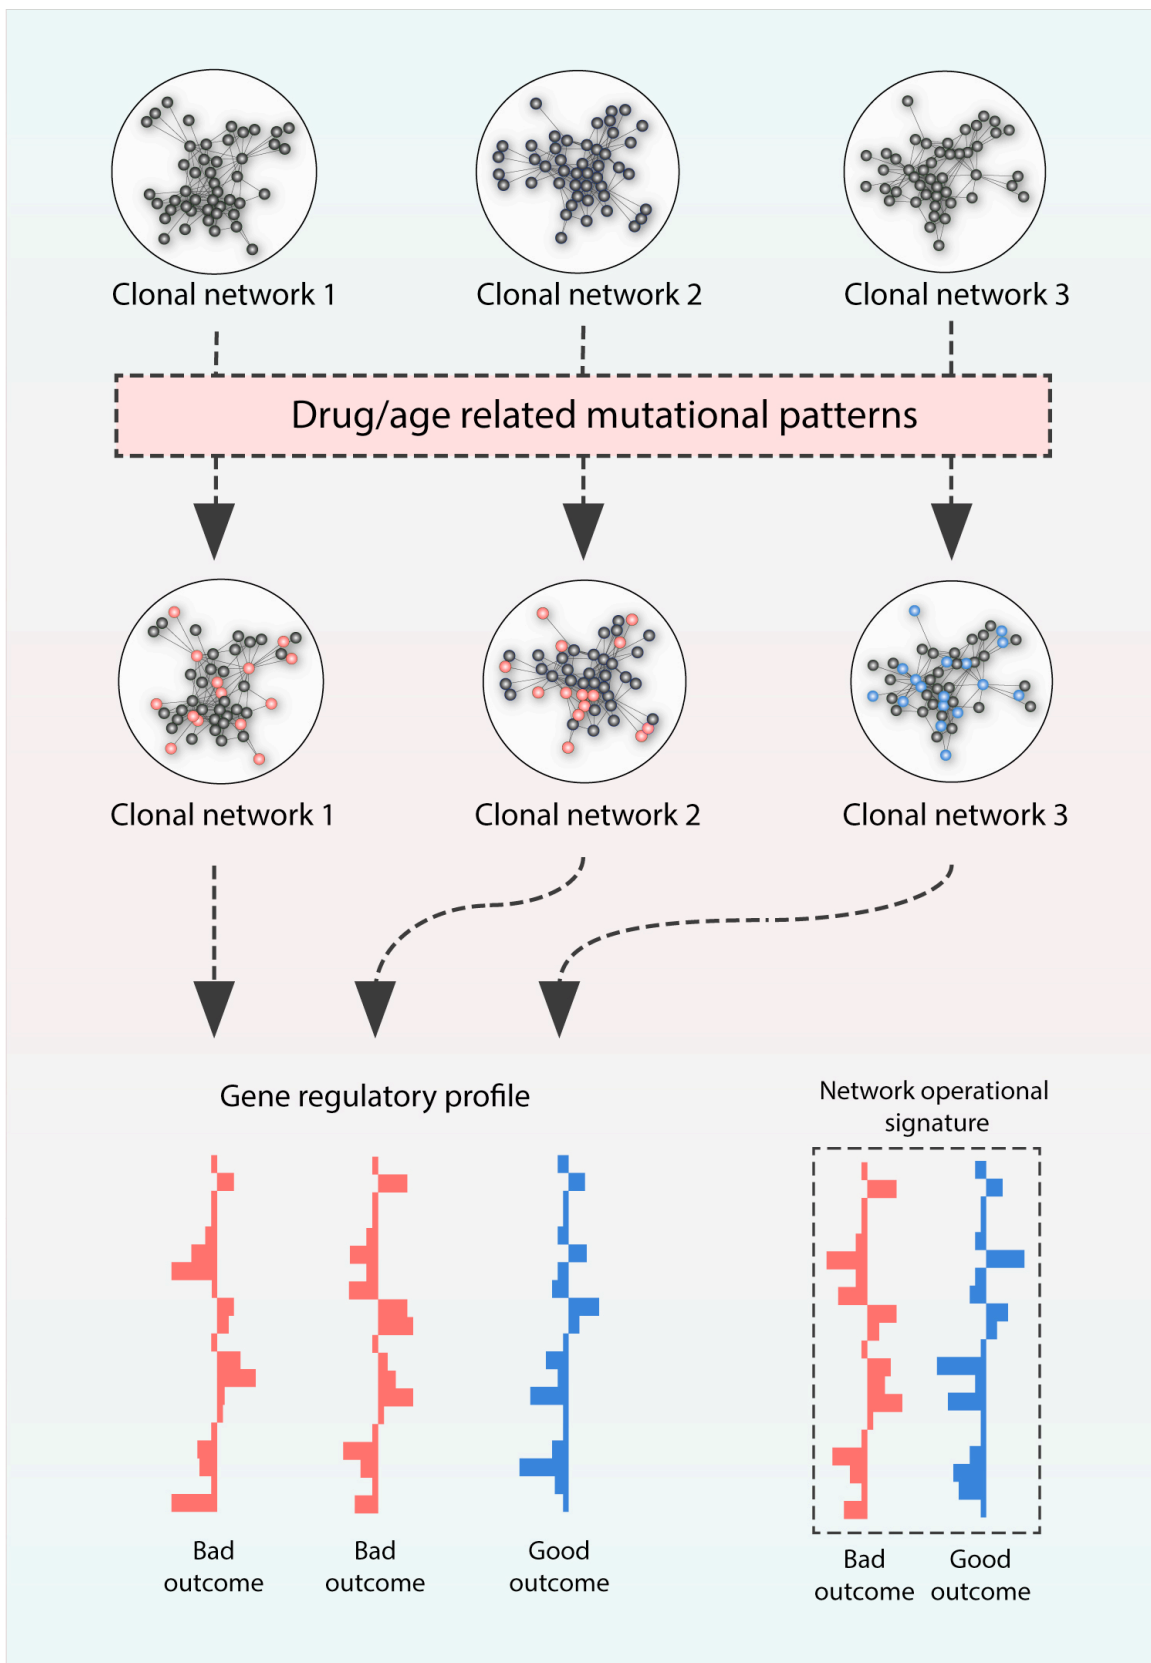 Clonal network 1
Clonal network 2
Clonal network 3
Drug/age related mutational patterns
Clonal network 1
Clonal network 2
Clonal network 3
Gene regulatory profile
Network operational
signature
Bad
outcome
Bad
outcome
Good
outcome
Bad
outcome
Good
outcome